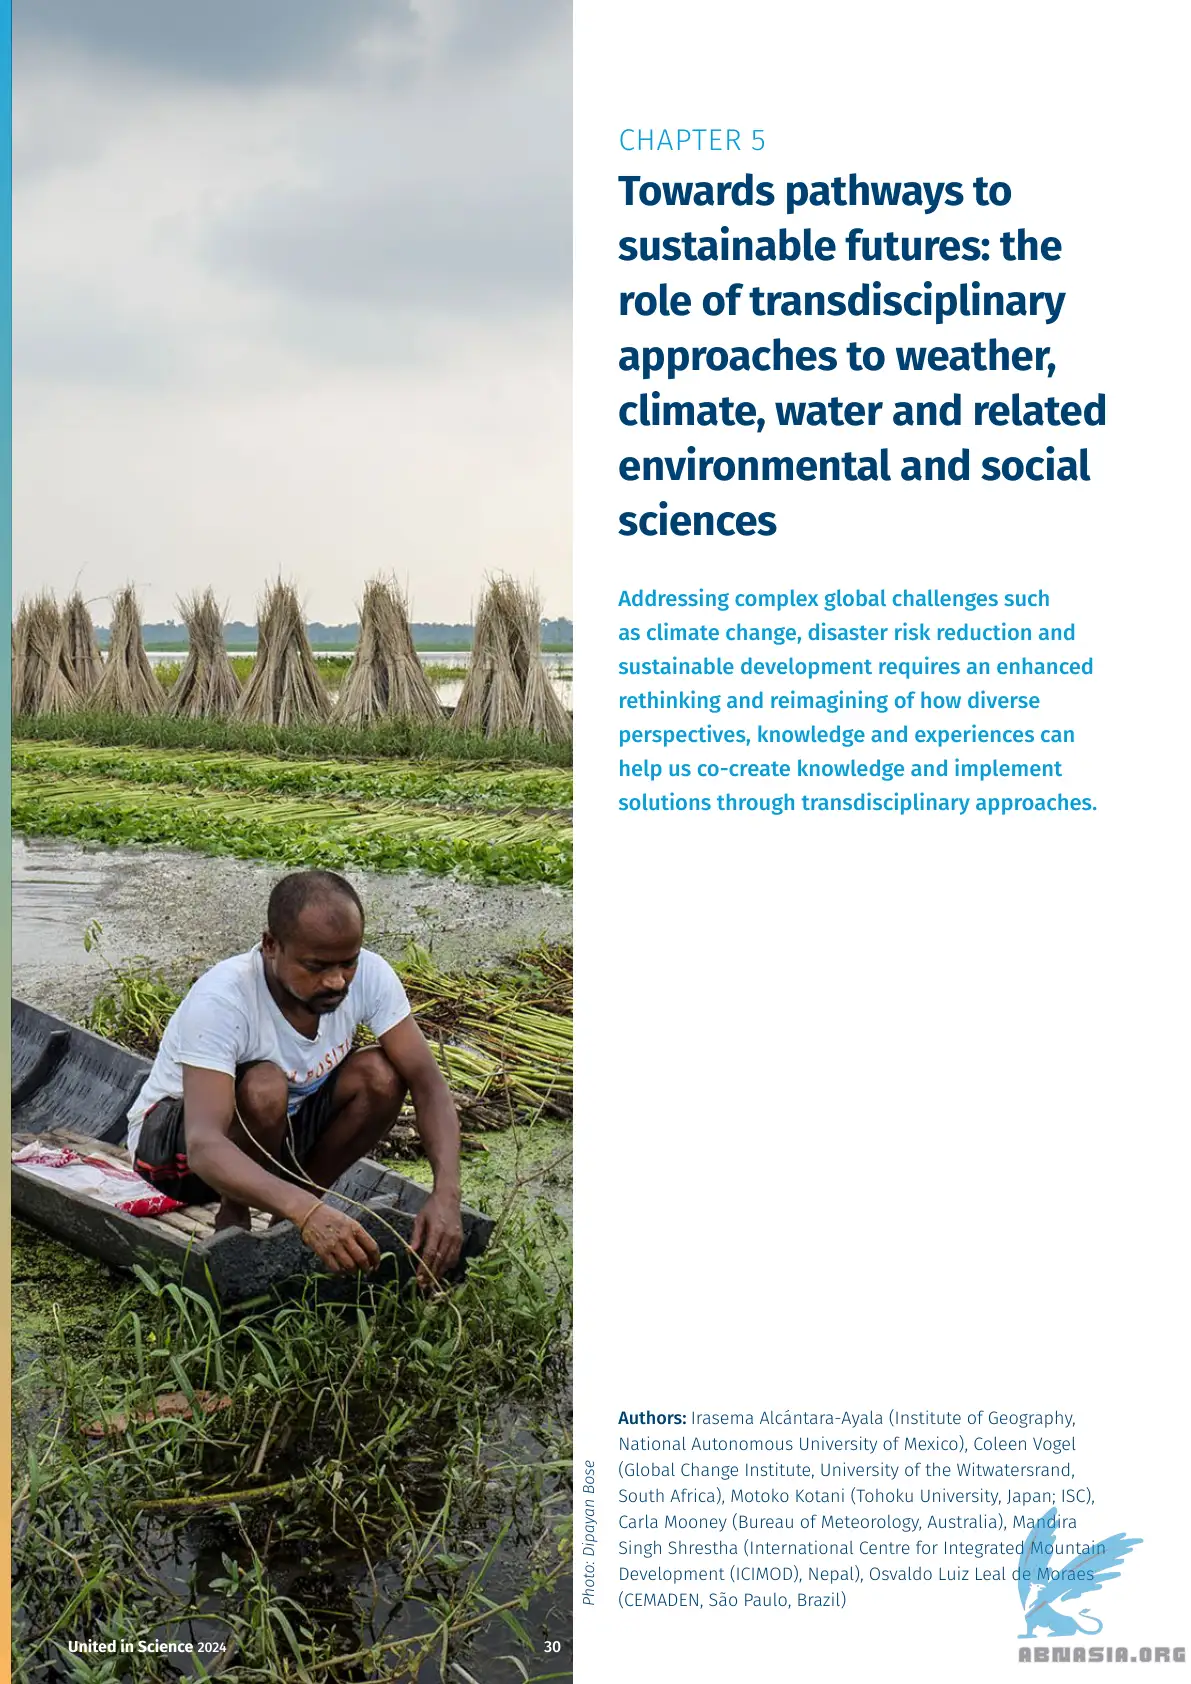 CHAPTER 5
Towards pathways to
sustainable futures: the
role of transdisciplinary
approaches to weather,
climate, water and related
environmental and social
sciences
Addressing complex global challenges such
as climate change, disaster risk reduction and
sustainable development requires an enhanced
rethinking and reimagining of how diverse
perspectives, knowledge and experiences can
help us co-create knowledge and implement
solutions through transdisciplinary approaches.
POSITI
Authors: Irasema Alcántara-Ayala (Institute of Geography,
National Autonomous University of Mexico), Coleen Vogel
(Global Change Institute, University of the Witwatersrand,
South Africa), Motoko Kotani (Tohoku University, Japan; ISC),
Carla Mooney (Bureau of Meteorology, Australia), Mandira
Singh Shrestha (International Centre for Integrated Mountain
Development (ICIMOD), Nepal), Osvaldo Luiz Leal de Moraes
(CEMADEN, São Paulo, Brazil)
Photo: Dipayan Bose
United in Science 2024
30
ABNASIA.ORG